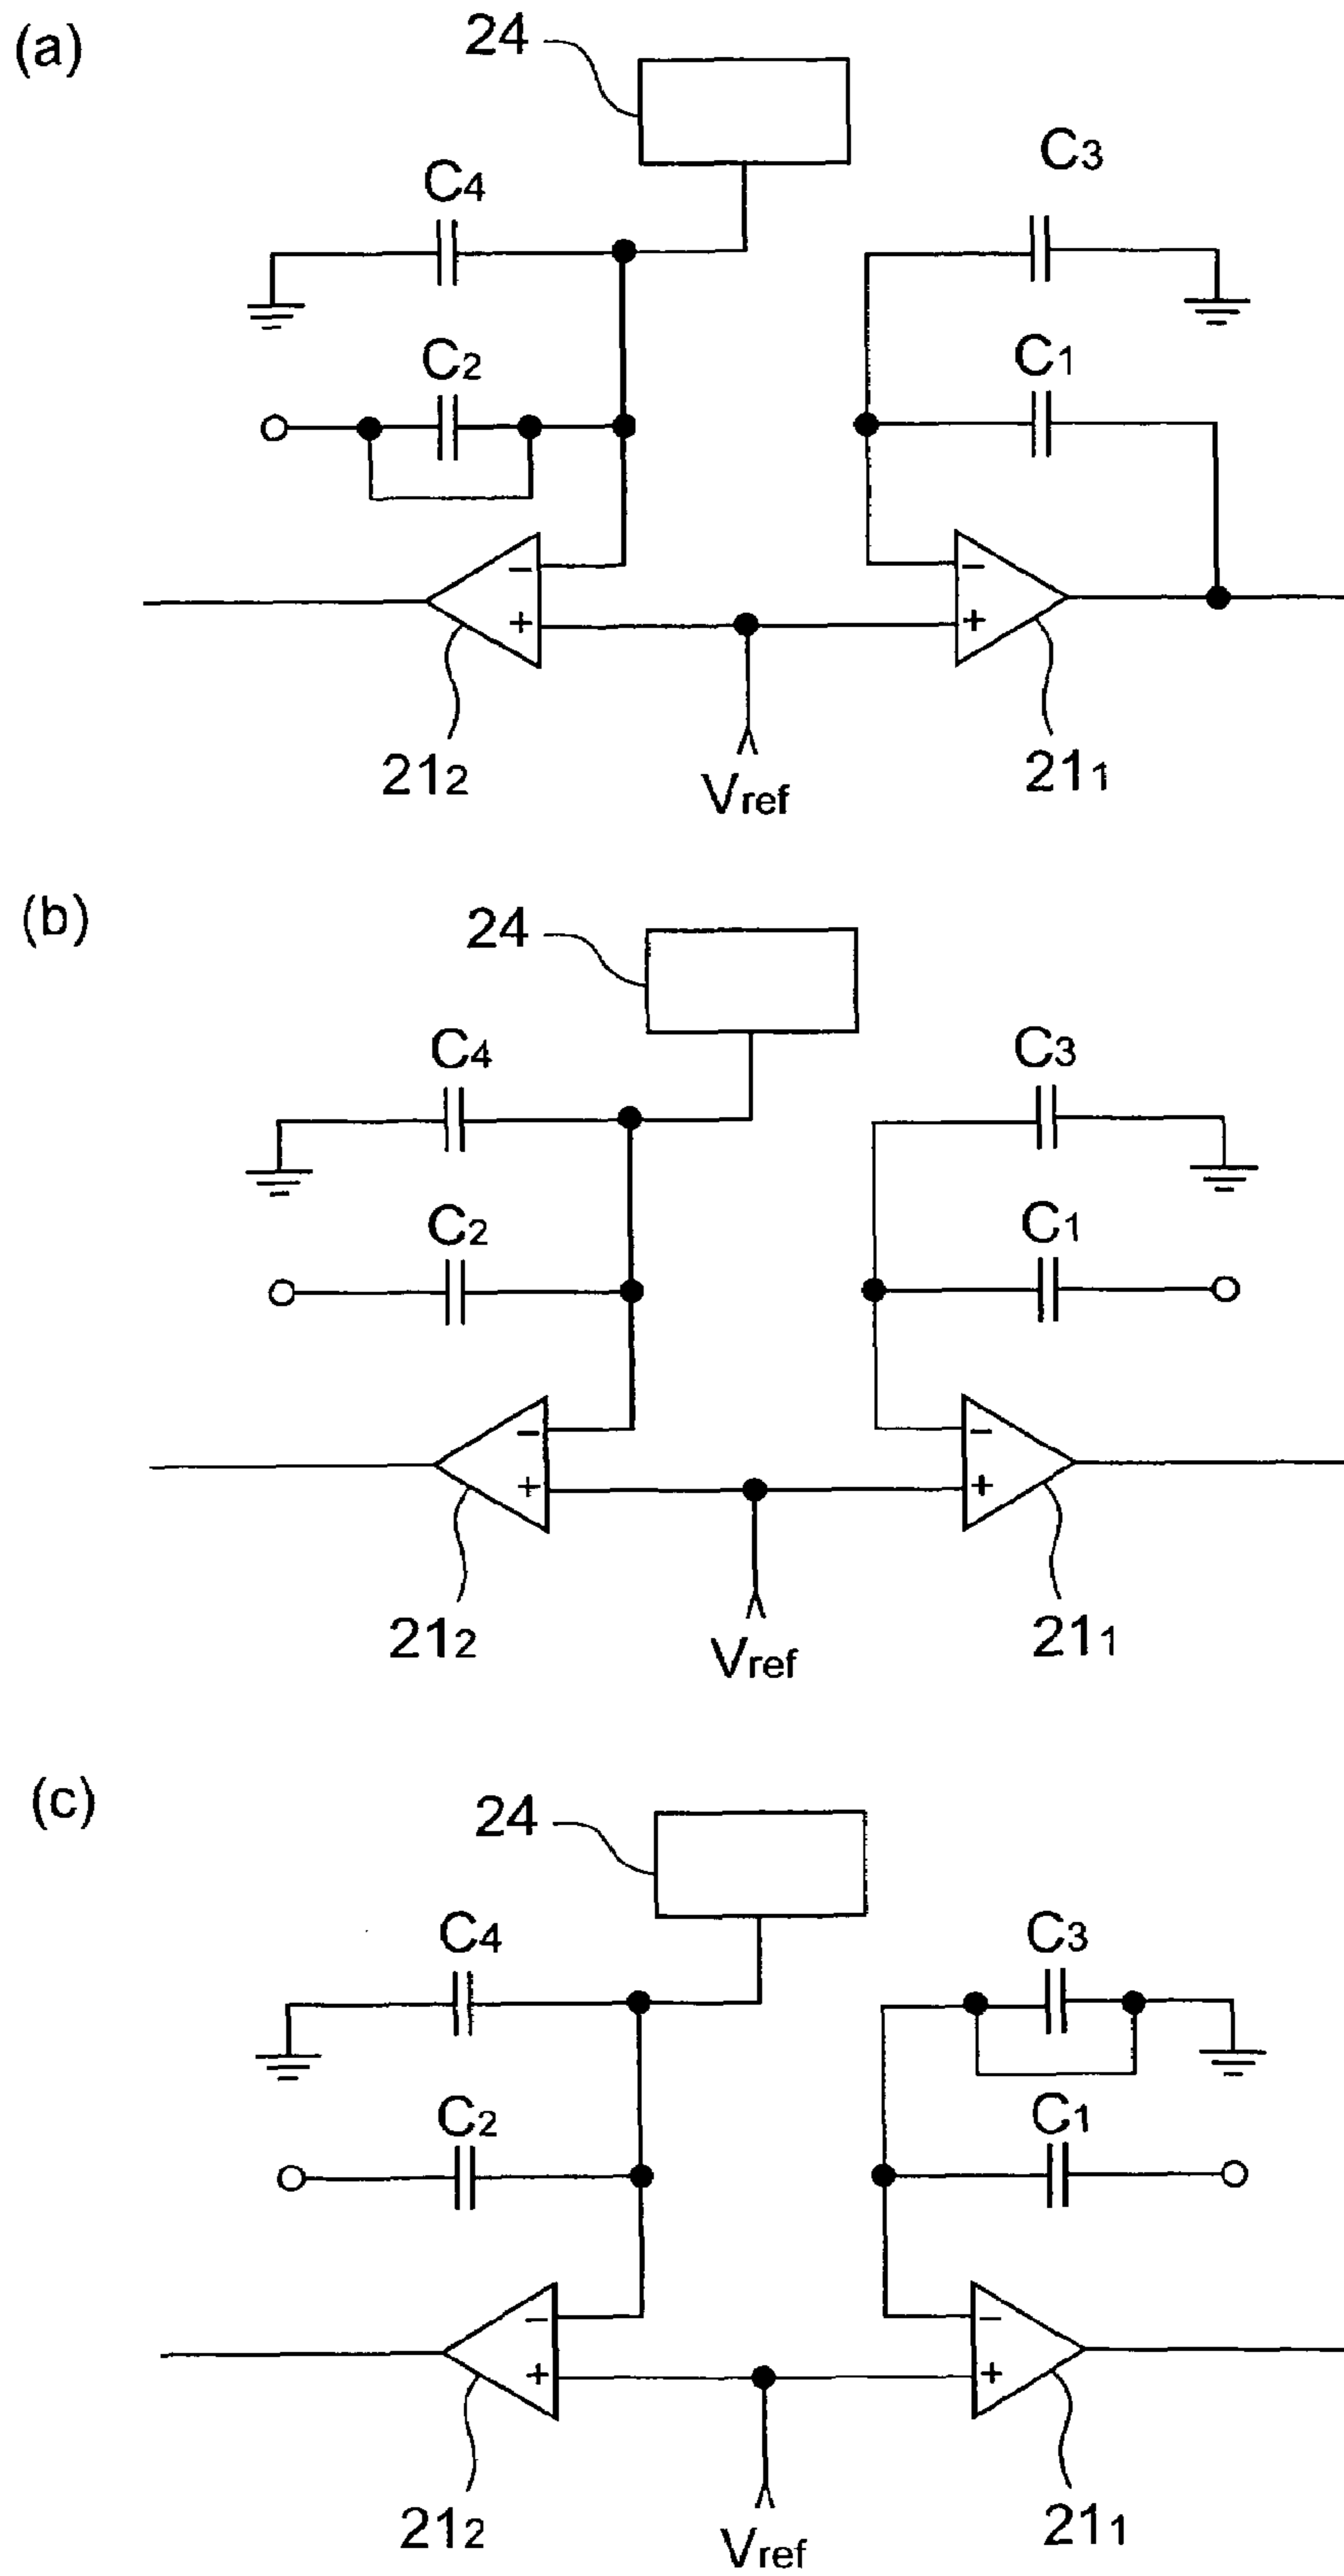 (a)
24
C4
C3
C2
C1
−
+
−
+
212
Vref
211
(b)
24
C4
C3
C2
C1
−
+
−
+
212
Vref
211
(c)
24
C4
C3
C2
C1
−
+
−
+
212
Vref
211